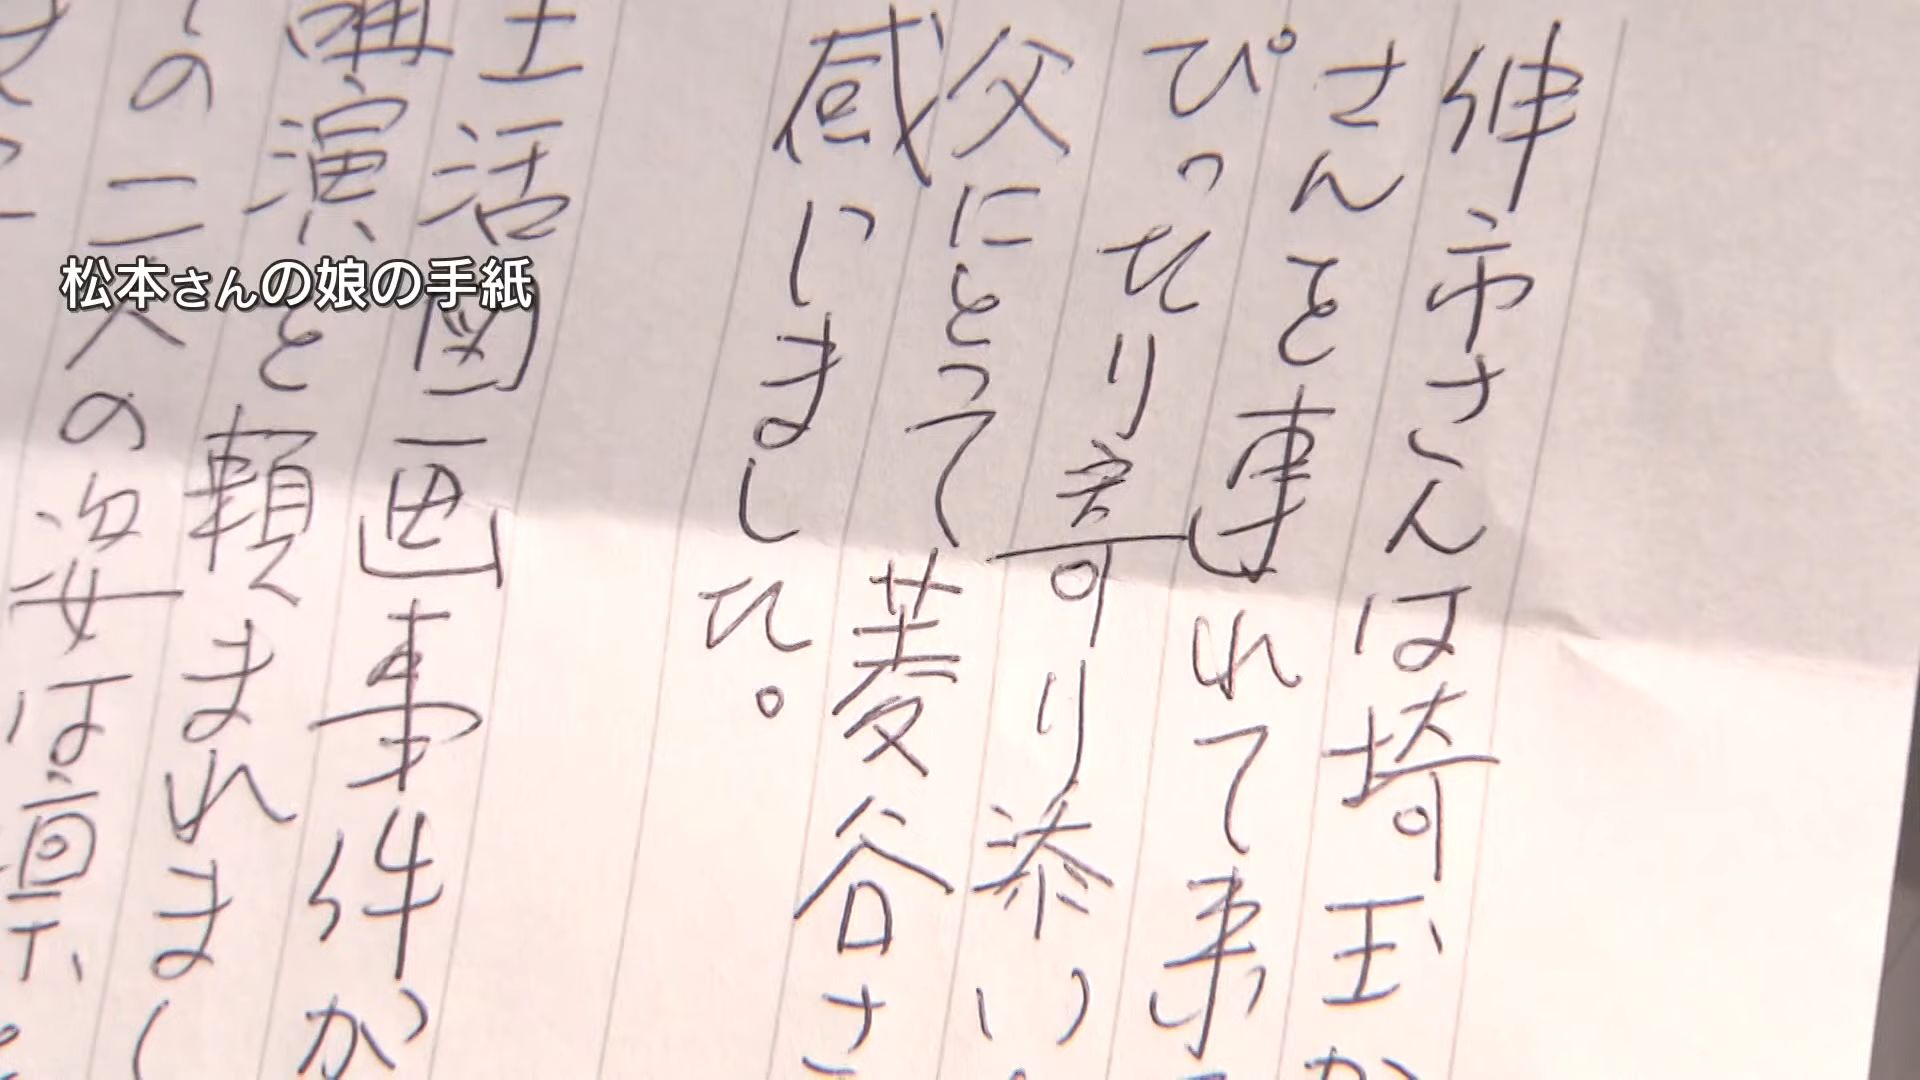 松本さんの娘の手紙
伸市さんは埼玉か
さんを連れて来
ぴったり寄り添い
父にとって菱谷さ
感いました。
生活図画事件か
講演と頼まれまし
の二人の姿は